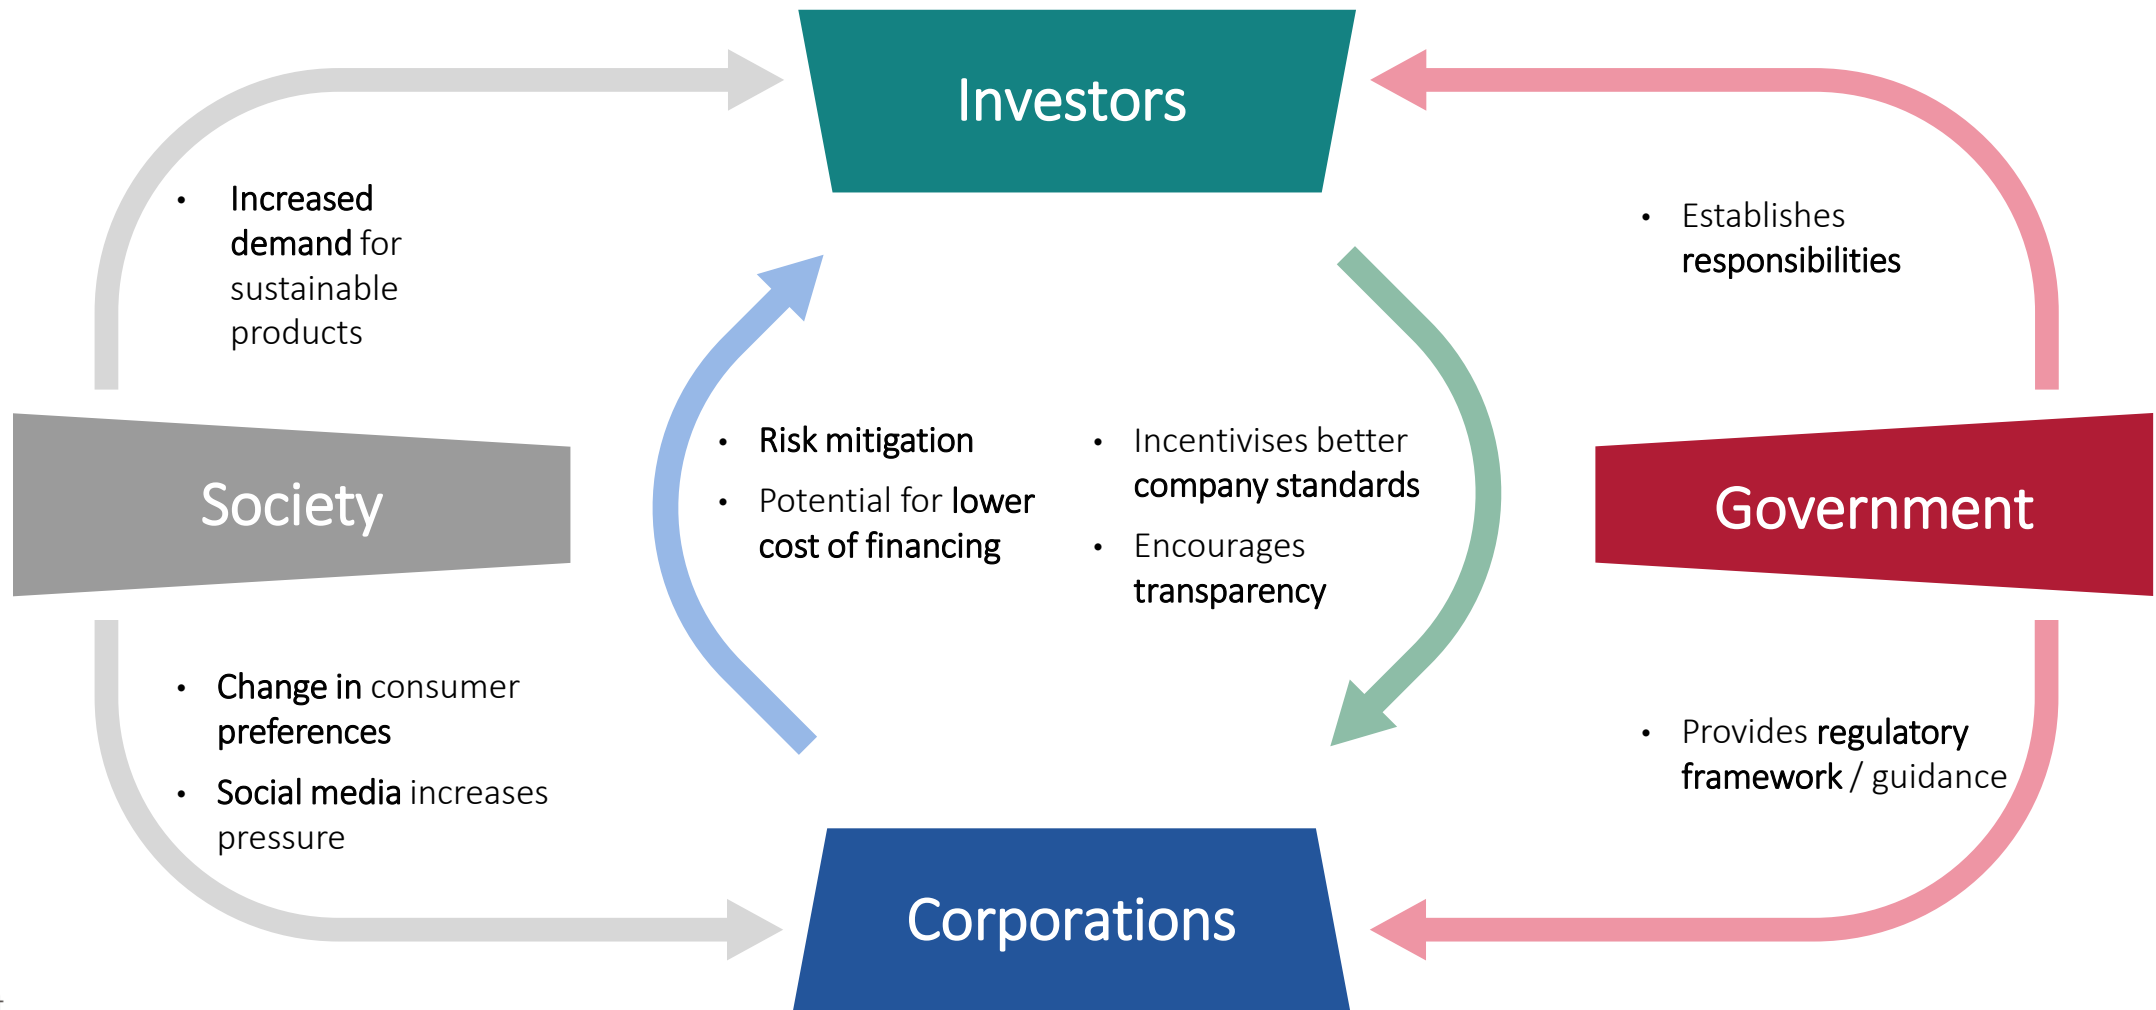 Investors
• Increased
demand for
sustainable
products
• Establishes
responsibilities
• Risk mitigation
• Potential for lower
cost of financing
• Incentivises better
company standards
• Encourages
transparency
Society
Government
• Change in consumer
preferences
• Social media increases
pressure
• Provides regulatory
framework / guidance
Corporations